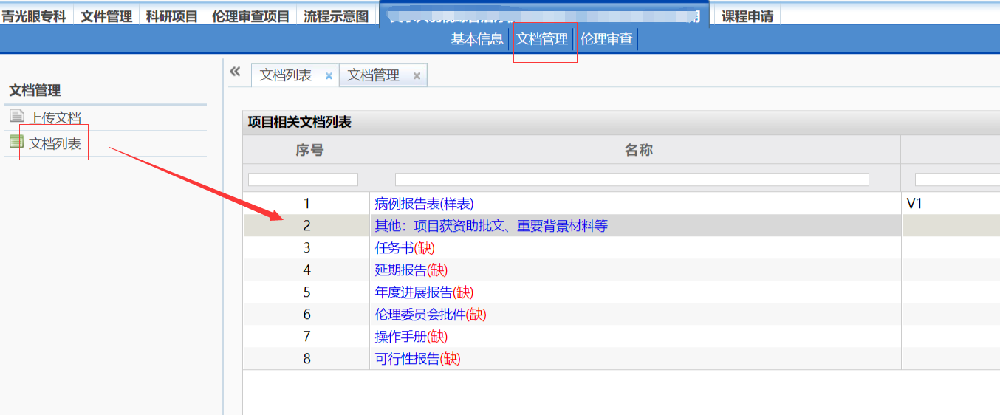 青光眼专科 文件管理 科研项目 伦理审查项目 流程示意图 课程申请
基本信息 文档管理 伦理审查
文档管理
上传文档
文档列表
文档列表 文档管理
项目相关文档列表
序号 名称
1 病例报告表(样表) V1
2 其他：项目获资助批文、重要背景材料等
3 任务书(缺)
4 延期报告(缺)
5 年度进展报告(缺)
6 伦理委员会批件(缺)
7 操作手册(缺)
8 可行性报告(缺)